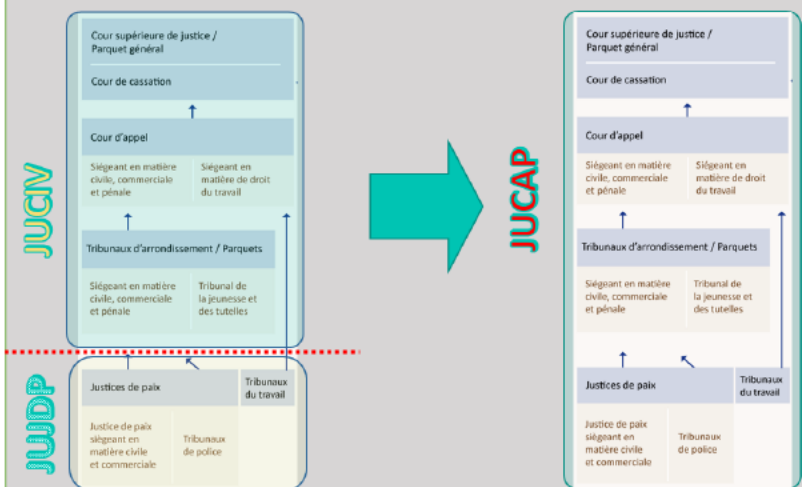 Cour supérieure de justice /
Parquet général
Cour de cassation
Cour d'appel
Siégeant en matière
civile, commerciale
et pénale
Siégeant en
matière de droit
du travail
Tribunaux d'arrondissement / Parquets
Siégeant en matière
civile, commerciale
et pénale
Tribunal de
la jeunesse et
des tutelles
JUCIV
Justices de paix
Tribunaux
du travail
Justice de paix
siégeant en
matière civile
et commerciale
Tribunaux
de police
JUJDP
JUCAP
Cour supérieure de justice /
Parquet général
Cour de cassation
Cour d'appel
Siégeant en matière
civile, commerciale
et pénale
Siégeant en
matière de droit
du travail
Tribunaux d'arrondissement / Parquets
Siégeant en matière
civile, commerciale
et pénale
Tribunal de
la jeunesse et
des tutelles
Justices de paix
Tribunaux
du travail
Justice de paix
siégeant en
matière civile
et commerciale
Tribunaux
de police